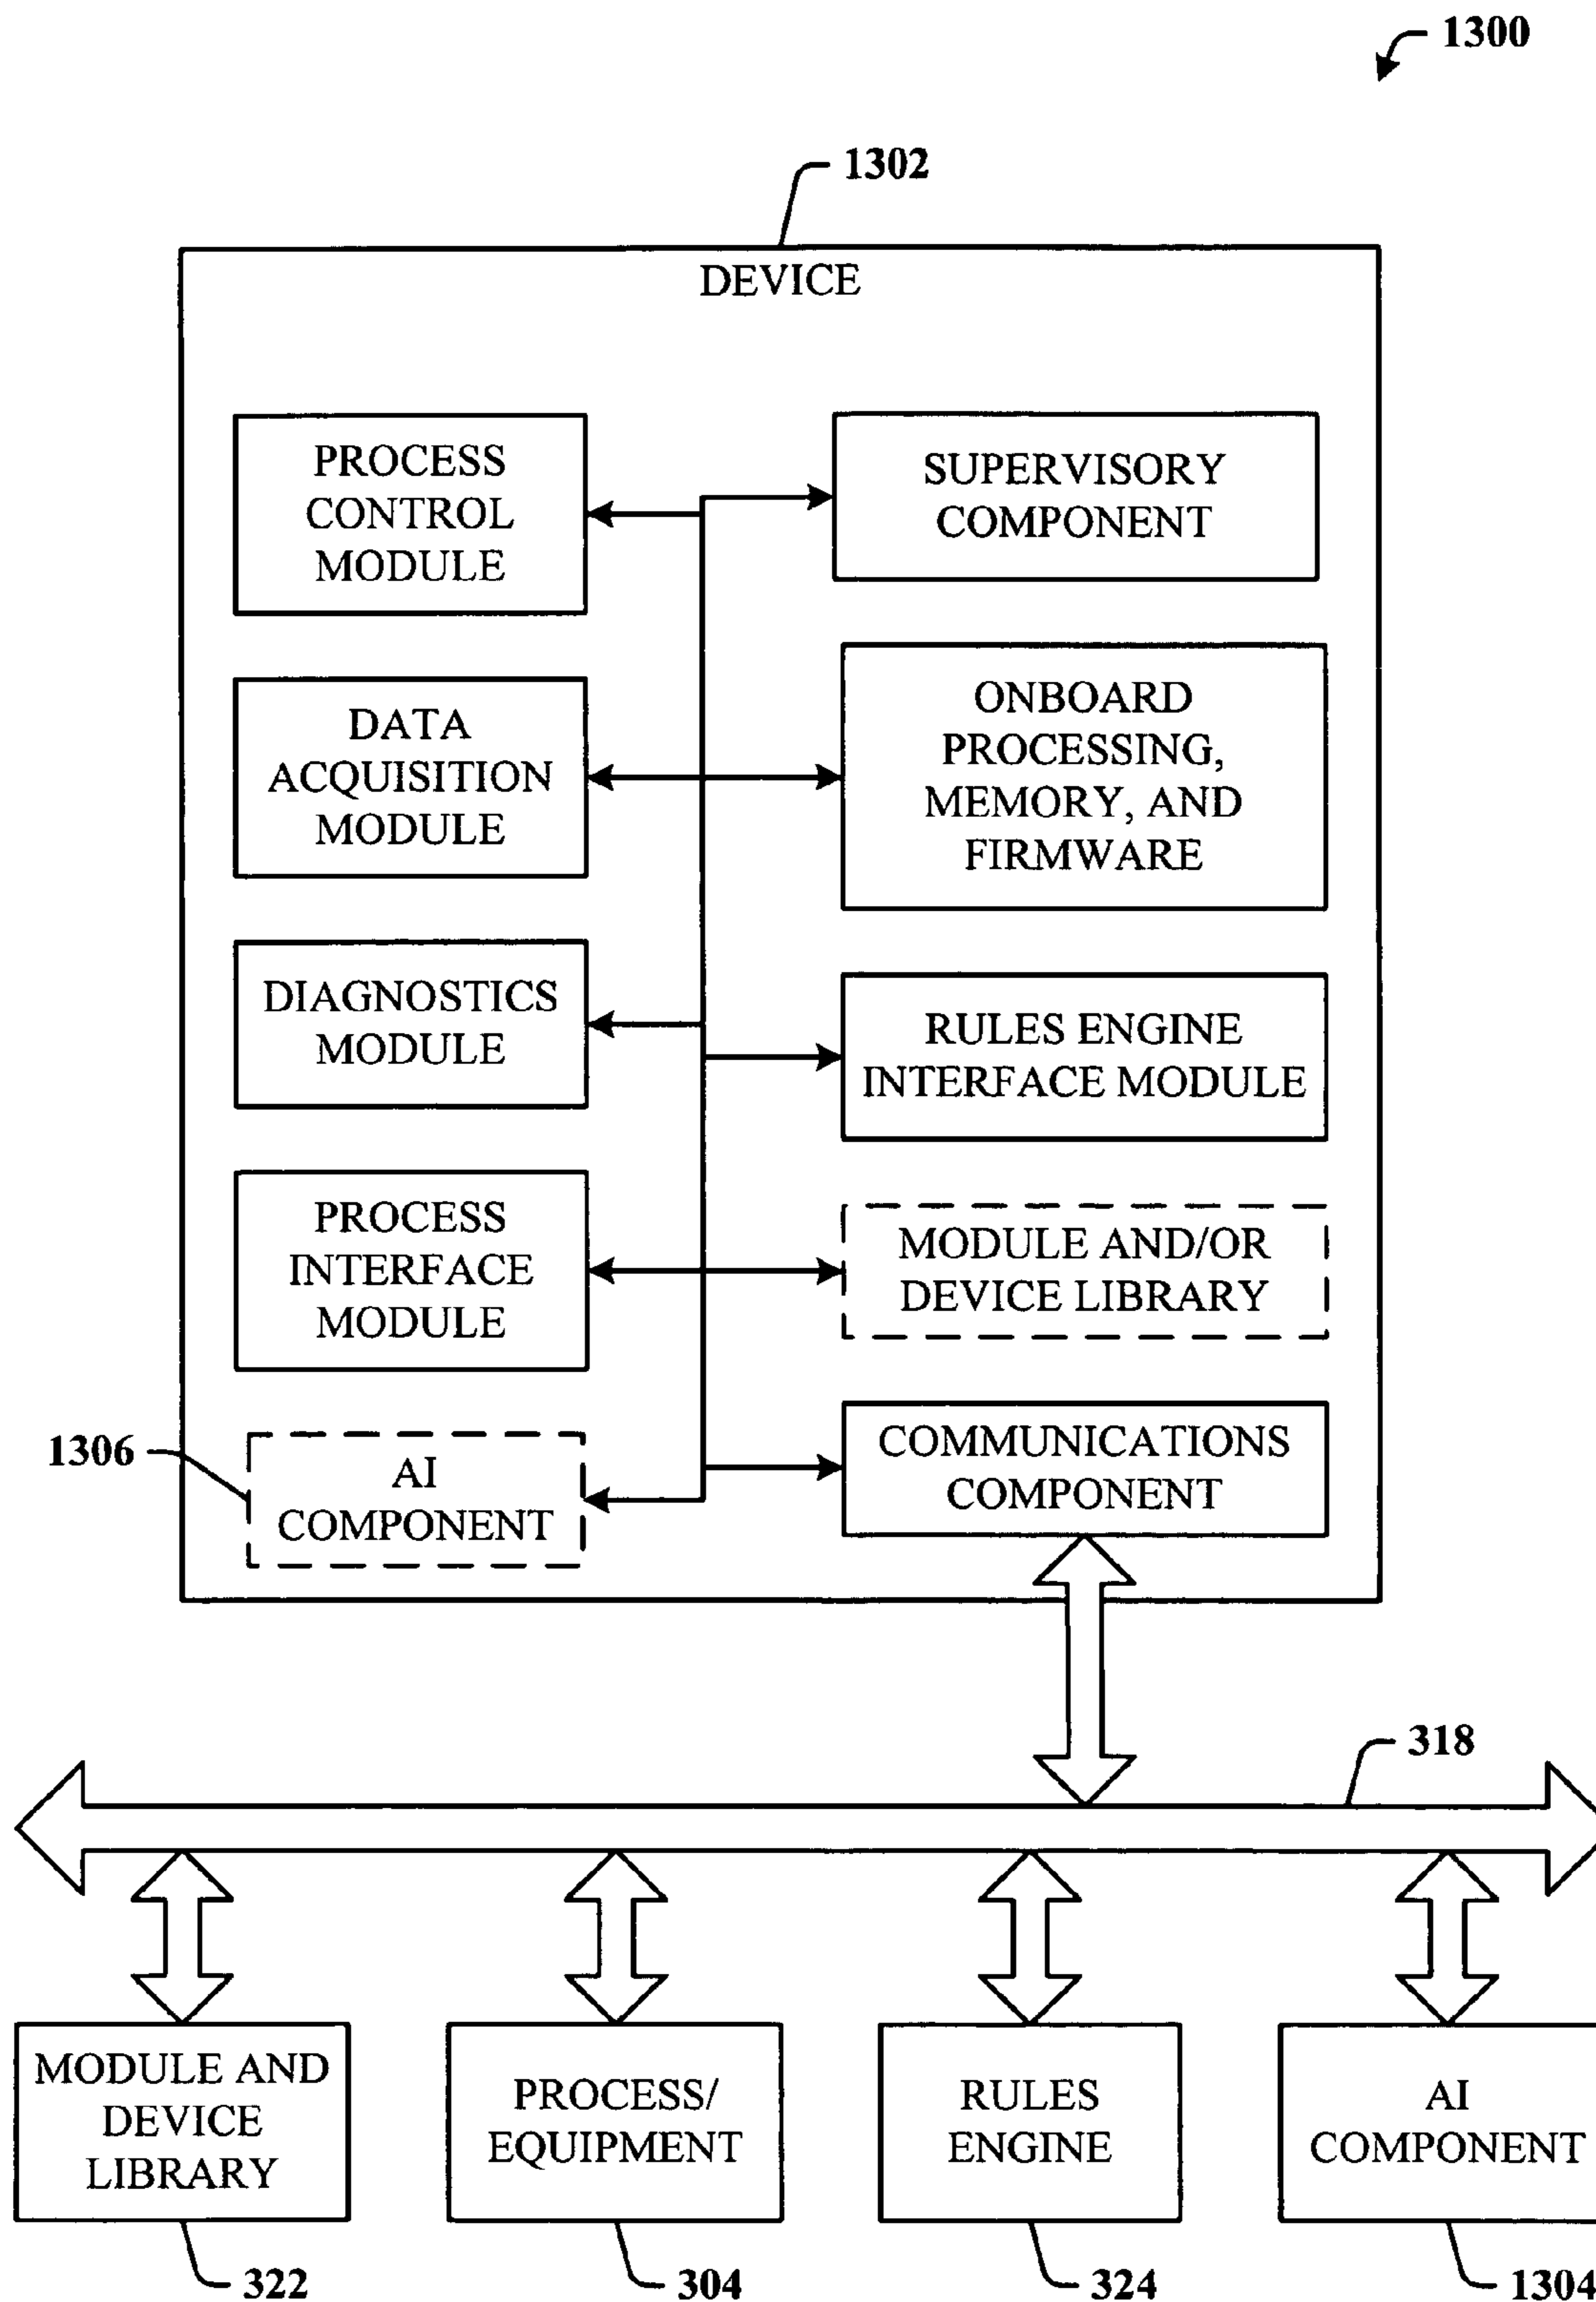 1300
1302
DEVICE
PROCESS
CONTROL
MODULE
SUPERVISORY
COMPONENT
DATA
ACQUISITION
MODULE
ONBOARD
PROCESSING,
MEMORY, AND
FIRMWARE
DIAGNOSTICS
MODULE
RULES ENGINE
INTERFACE MODULE
PROCESS
INTERFACE
MODULE
MODULE AND/OR
DEVICE LIBRARY
1306
AI
COMPONENT
COMMUNICATIONS
COMPONENT
318
MODULE AND
DEVICE
LIBRARY
PROCESS/
EQUIPMENT
RULES
ENGINE
AI
COMPONENT
322
304
324
1304